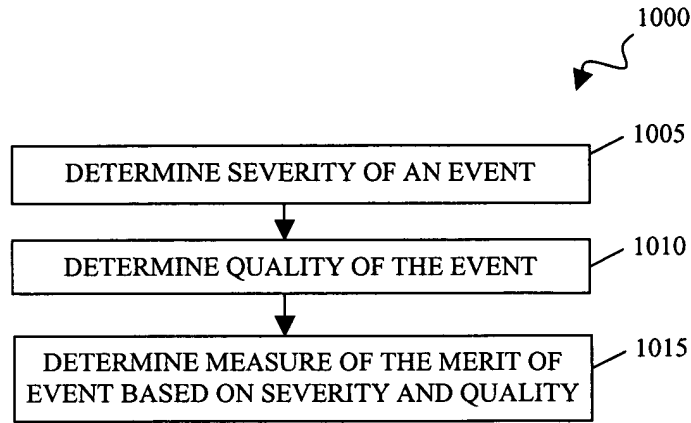 1000
1005
DETERMINE SEVERITY OF AN EVENT
1010
DETERMINE QUALITY OF THE EVENT
1015
DETERMINE MEASURE OF THE MERIT OF
EVENT BASED ON SEVERITY AND QUALITY